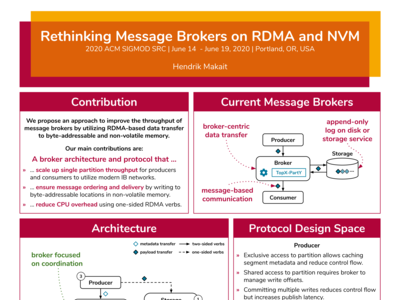 Rethinking Message Brokers on RDMA and NVM
2020 ACM SIGMOD SRC | June 14 - June 19, 2020 | Portland, OR, USA
Hendrik Makait
Contribution
We propose an approach to improve the throughput of
message brokers by utilizing RDMA-based data transfer
to byte-addressable and non-volatile memory.
Our main contributions are:
A broker architecture and protocol that ...
» ... scale up single partition throughput for producers
and consumers to utilize modern IB networks.
» ... ensure message ordering and delivery by writing to
byte-addressable locations in non-volatile memory.
» ... reduce CPU overhead using one-sided RDMA verbs.
Current Message Brokers
broker-centric
data transfer
append-only
log on disk or
storage service
Producer
Broker
TopX-PartY
Storage
message-based
communication
Consumer
Architecture
metadata transfer
two-sided verbs
payload transfer
one-sided verbs
broker focused
on coordination
Producer
3
2
Protocol Design Space
Producer
» Exclusive access to partition allows caching
segment metadata and reduce control flow.
» Shared access to partition requires broker to
manage write offsets.
» Committing multiple writes reduces control flow
but increases publish latency.